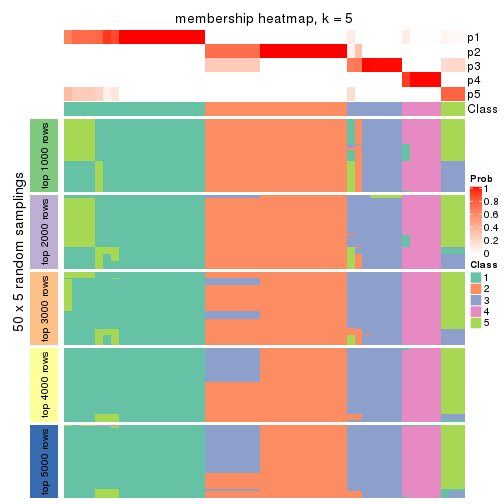 membership heatmap, k = 5
p1
p2
p3
p4
p5
Class
50 x 5 random samplings
top 1000 rows
top 2000 rows
top 3000 rows
top 4000 rows
top 5000 rows
Prob
1
0.8
0.6
0.4
0.2
0
Class
1
2
3
4
5